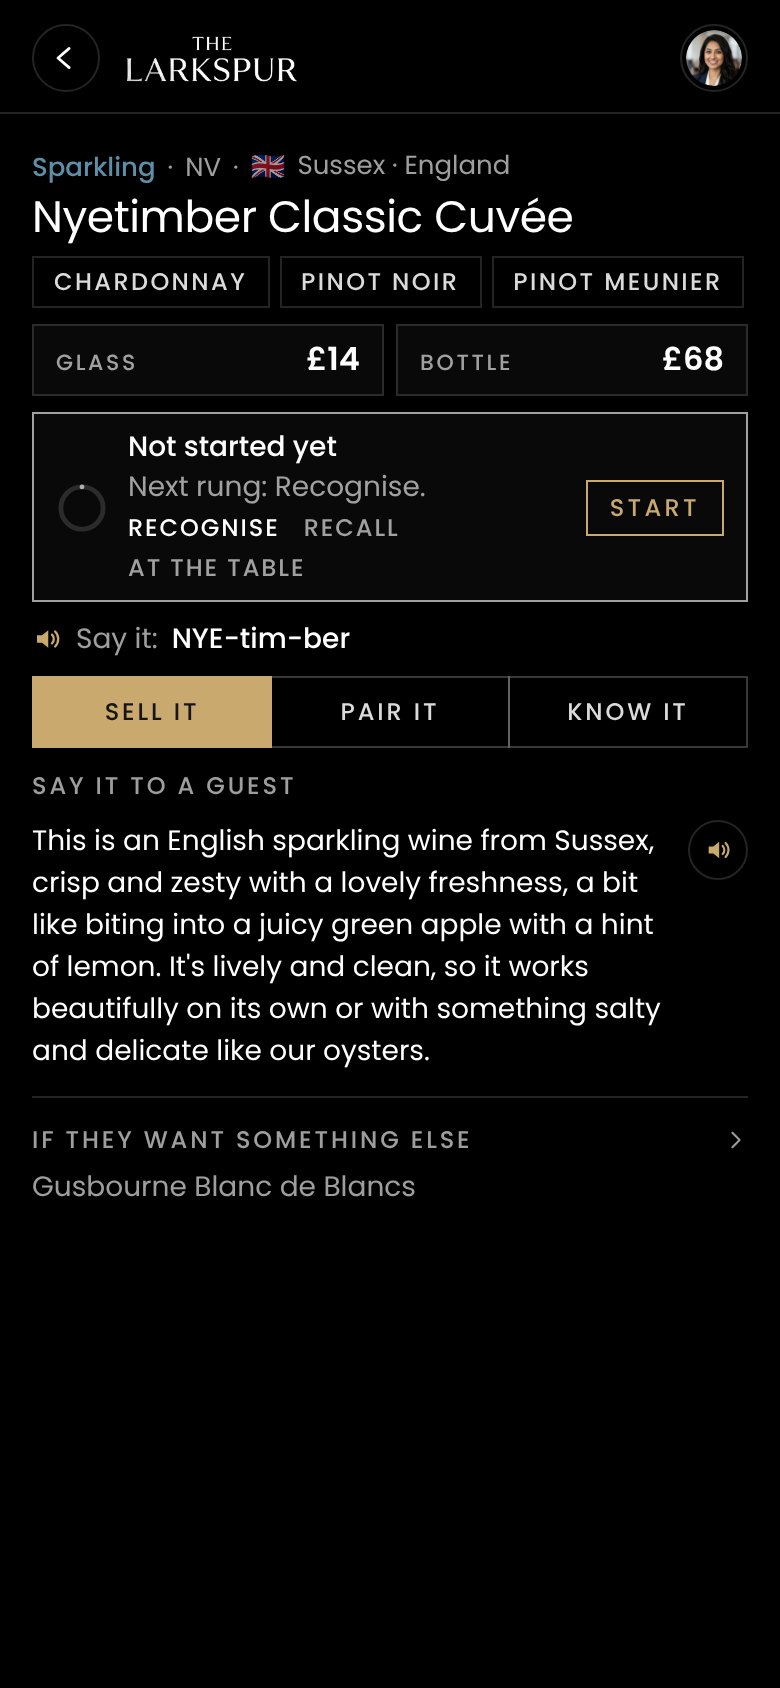 THE
LARKSPUR
Sparkling · NV · Sussex · England
Nyetimber Classic Cuvée
CHARDONNAY PINOT NOIR PINOT MEUNIER
GLASS £14 BOTTLE £68
Not started yet
Next rung: Recognise.
RECOGNISE RECALL
AT THE TABLE
START
Say it: NYE-tim-ber
SELL IT PAIR IT KNOW IT
SAY IT TO A GUEST
This is an English sparkling wine from Sussex,
crisp and zesty with a lovely freshness, a bit
like biting into a juicy green apple with a hint
of lemon. It's lively and clean, so it works
beautifully on its own or with something salty
and delicate like our oysters.
IF THEY WANT SOMETHING ELSE
Gusbourne Blanc de Blancs